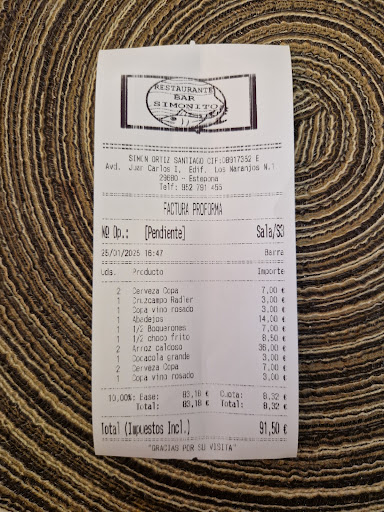 RESTAURANTE
BAR
SIMONITO
SIMON ORTIZ SANTIAGO CIF:08917352 E
Avd. Juan Carlos I, Edif. Los Naranjos N.1
29680 - Estepona
Telf: 952 791 455
FACTURA PROFORMA
Nº Op.: [Pendiente] Sala/S3
25/01/2025 16:47 Barra
Uds. Producto Importe
2 Cerveza Copa 7,00 €
1 Cruzcampo Radler 3,00 €
1 Copa vino rosado 3,00 €
1 Abadejos 14,00 €
1 1/2 Boquerones 7,00 €
1 1/2 choco frito 8,50 €
2 Arroz caldoso 36,00 €
1 Cocacola grande 3,00 €
2 Cerveza Copa 7,00 €
1 Copa vino rosado 3,00 €
10,00%: Base: 83,18 € Cuota: 8,32 €
Total: 83,18 € Total: 8,32 €
Total (Impuestos Incl.) 91,50 €
"GRACIAS POR SU VISITA"